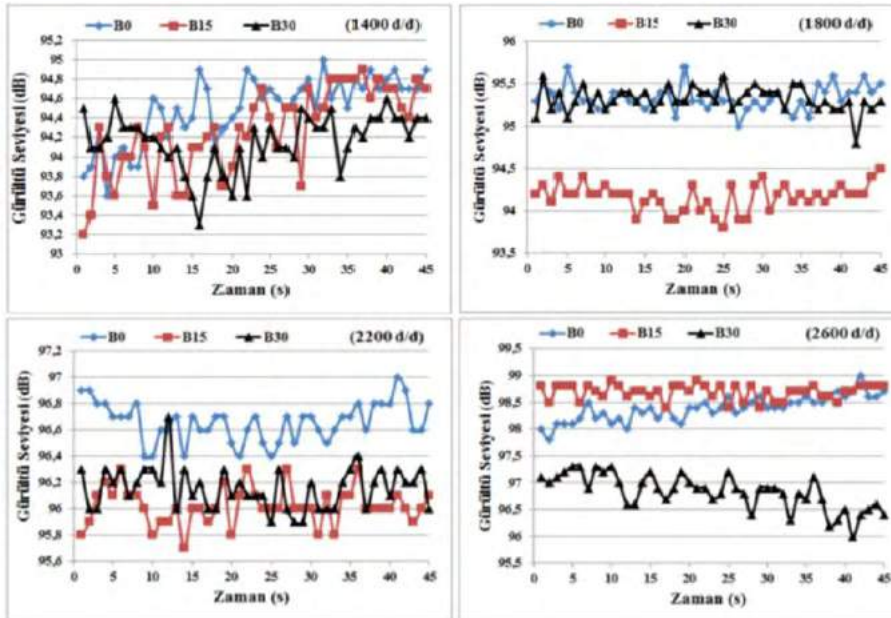 B0 B15 B30 (1400 d/d)
Gürültü Seviyesi (dB)
95,2
95
94,8
94,6
94,4
94,2
94
93,8
93,6
93,4
93,2
93
0 5 10 15 20 25 30 35 40 45
Zaman (s)
B0 B15 B30 (1800 d/d)
Gürültü Seviyesi (dB)
96
95,5
95
94,5
94
93,5
0 5 10 15 20 25 30 35 40 45
Zaman (s)
B0 B15 B30 (2200 d/d)
Gürültü Seviyesi (dB)
97,2
97
96,8
96,6
96,4
96,2
96
95,8
95,6
0 5 10 15 20 25 30 35 40 45
Zaman (s)
B0 B15 B30 (2600 d/d)
Gürültü Seviyesi (dB)
99,5
99
98,5
98
97,5
97
96,5
96
95,5
0 5 10 15 20 25 30 35 40 45
Zaman (s)